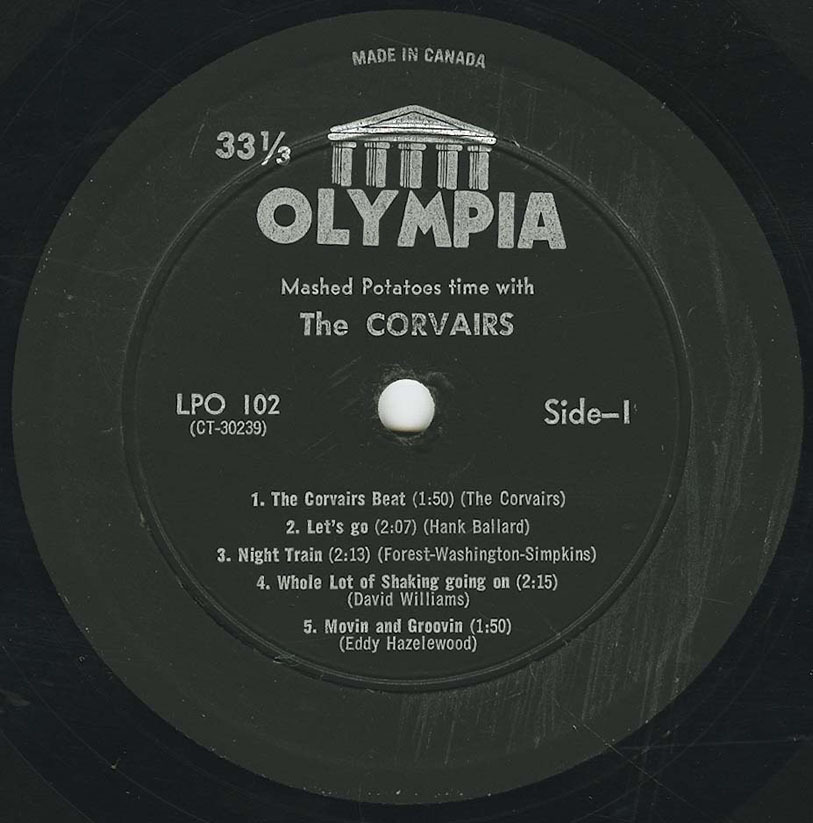 MADE IN CANADA
33⅓
OLYMPIA
Mashed Potatoes time with
The CORVAIRS
LPO 102
(CT-30239)
Side-1
1. The Corvairs Beat (1:50) (The Corvairs)
2. Let's go (2:07) (Hank Ballard)
3. Night Train (2:13) (Forest-Washington-Simpkins)
4. Whole Lot of Shaking going on (2:15)
(David Williams)
5. Movin and Groovin (1:50)
(Eddy Hazelewood)